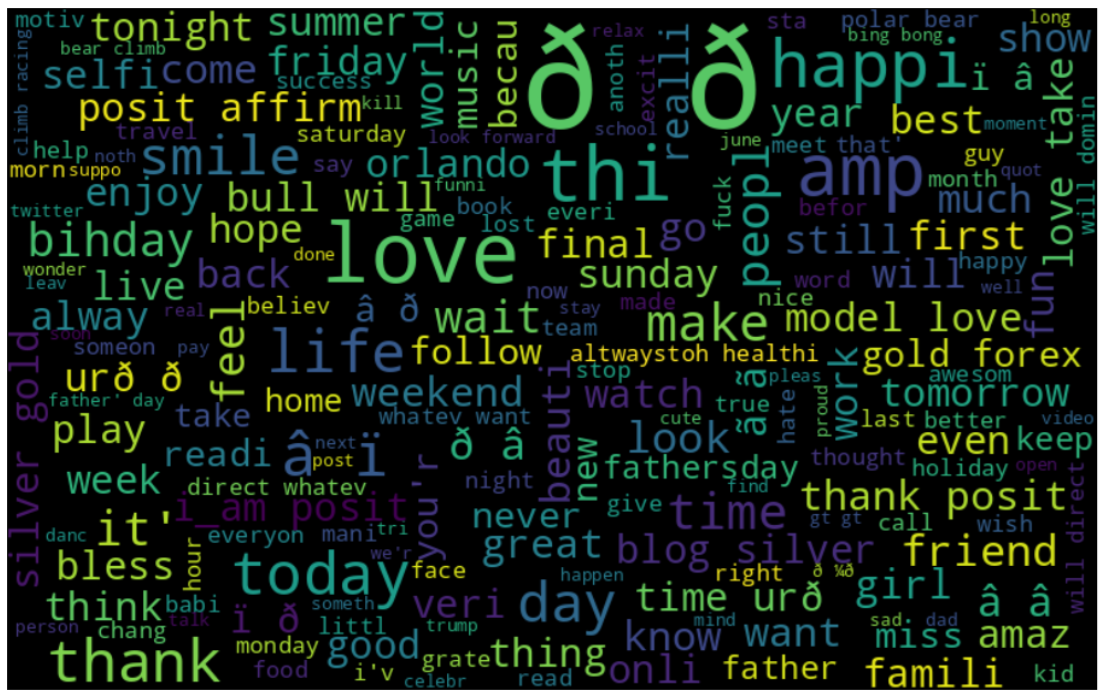 motiv
tonight
summer
ð ð
relax
sta
polar bear
long
bear climb
bing bong
show
climb racing
selfi
come
friday
world
music
becau
anoth
excit
realli
happi
ï â
success
love take
posit affirm
kill
year
best
moment
travel
saturday
look forward
school
june
meet
that'
will domin
help
noth
smile
say
orlando
thi
peopl
amp
guy
morn
suppo
month
quot
enjoy
bull will
funni
book
fuck
befor
much
twitter
game
lost
everi
bihday
hope
done
love
final
go
still
first
wonder
back
sunday
word
will
happy
leav
live
well
fun
alway
real
feel
believ
â ð
now
stay
made
nice
wait
team
make
model love
soon
someon
pay
life
follow
altwaystoh healthi
work
gold forex
silver gold
urð ð
stop
pleas
awesom
father' day
home
weekend
beauti
watch
true
ãã
hate
proud
tomorrow
take
whatev want
cute
last
better
video
play
look
even
keep
readi
â ï
next
post
ð â
new
fathersday
thought
holiday
open
week
direct whatev
you'r
night
find
give
thank posit
i_am posit
time
gt gt
call
wish
will direct
it'
danc
hour
everyon
mani
tri
never
great
blog silver
friend
bless
we'r
today
face
happen
right
ð ¼ð
girl
think
babi
someth
veri
day
time urð
â â
person
chang
talk
ï ð
littl
trump
know
mind
want
sad
dad
miss
amaz
thank
monday
good
grate
thing
food
i'v
celebr
read
onli
father
famili
kid